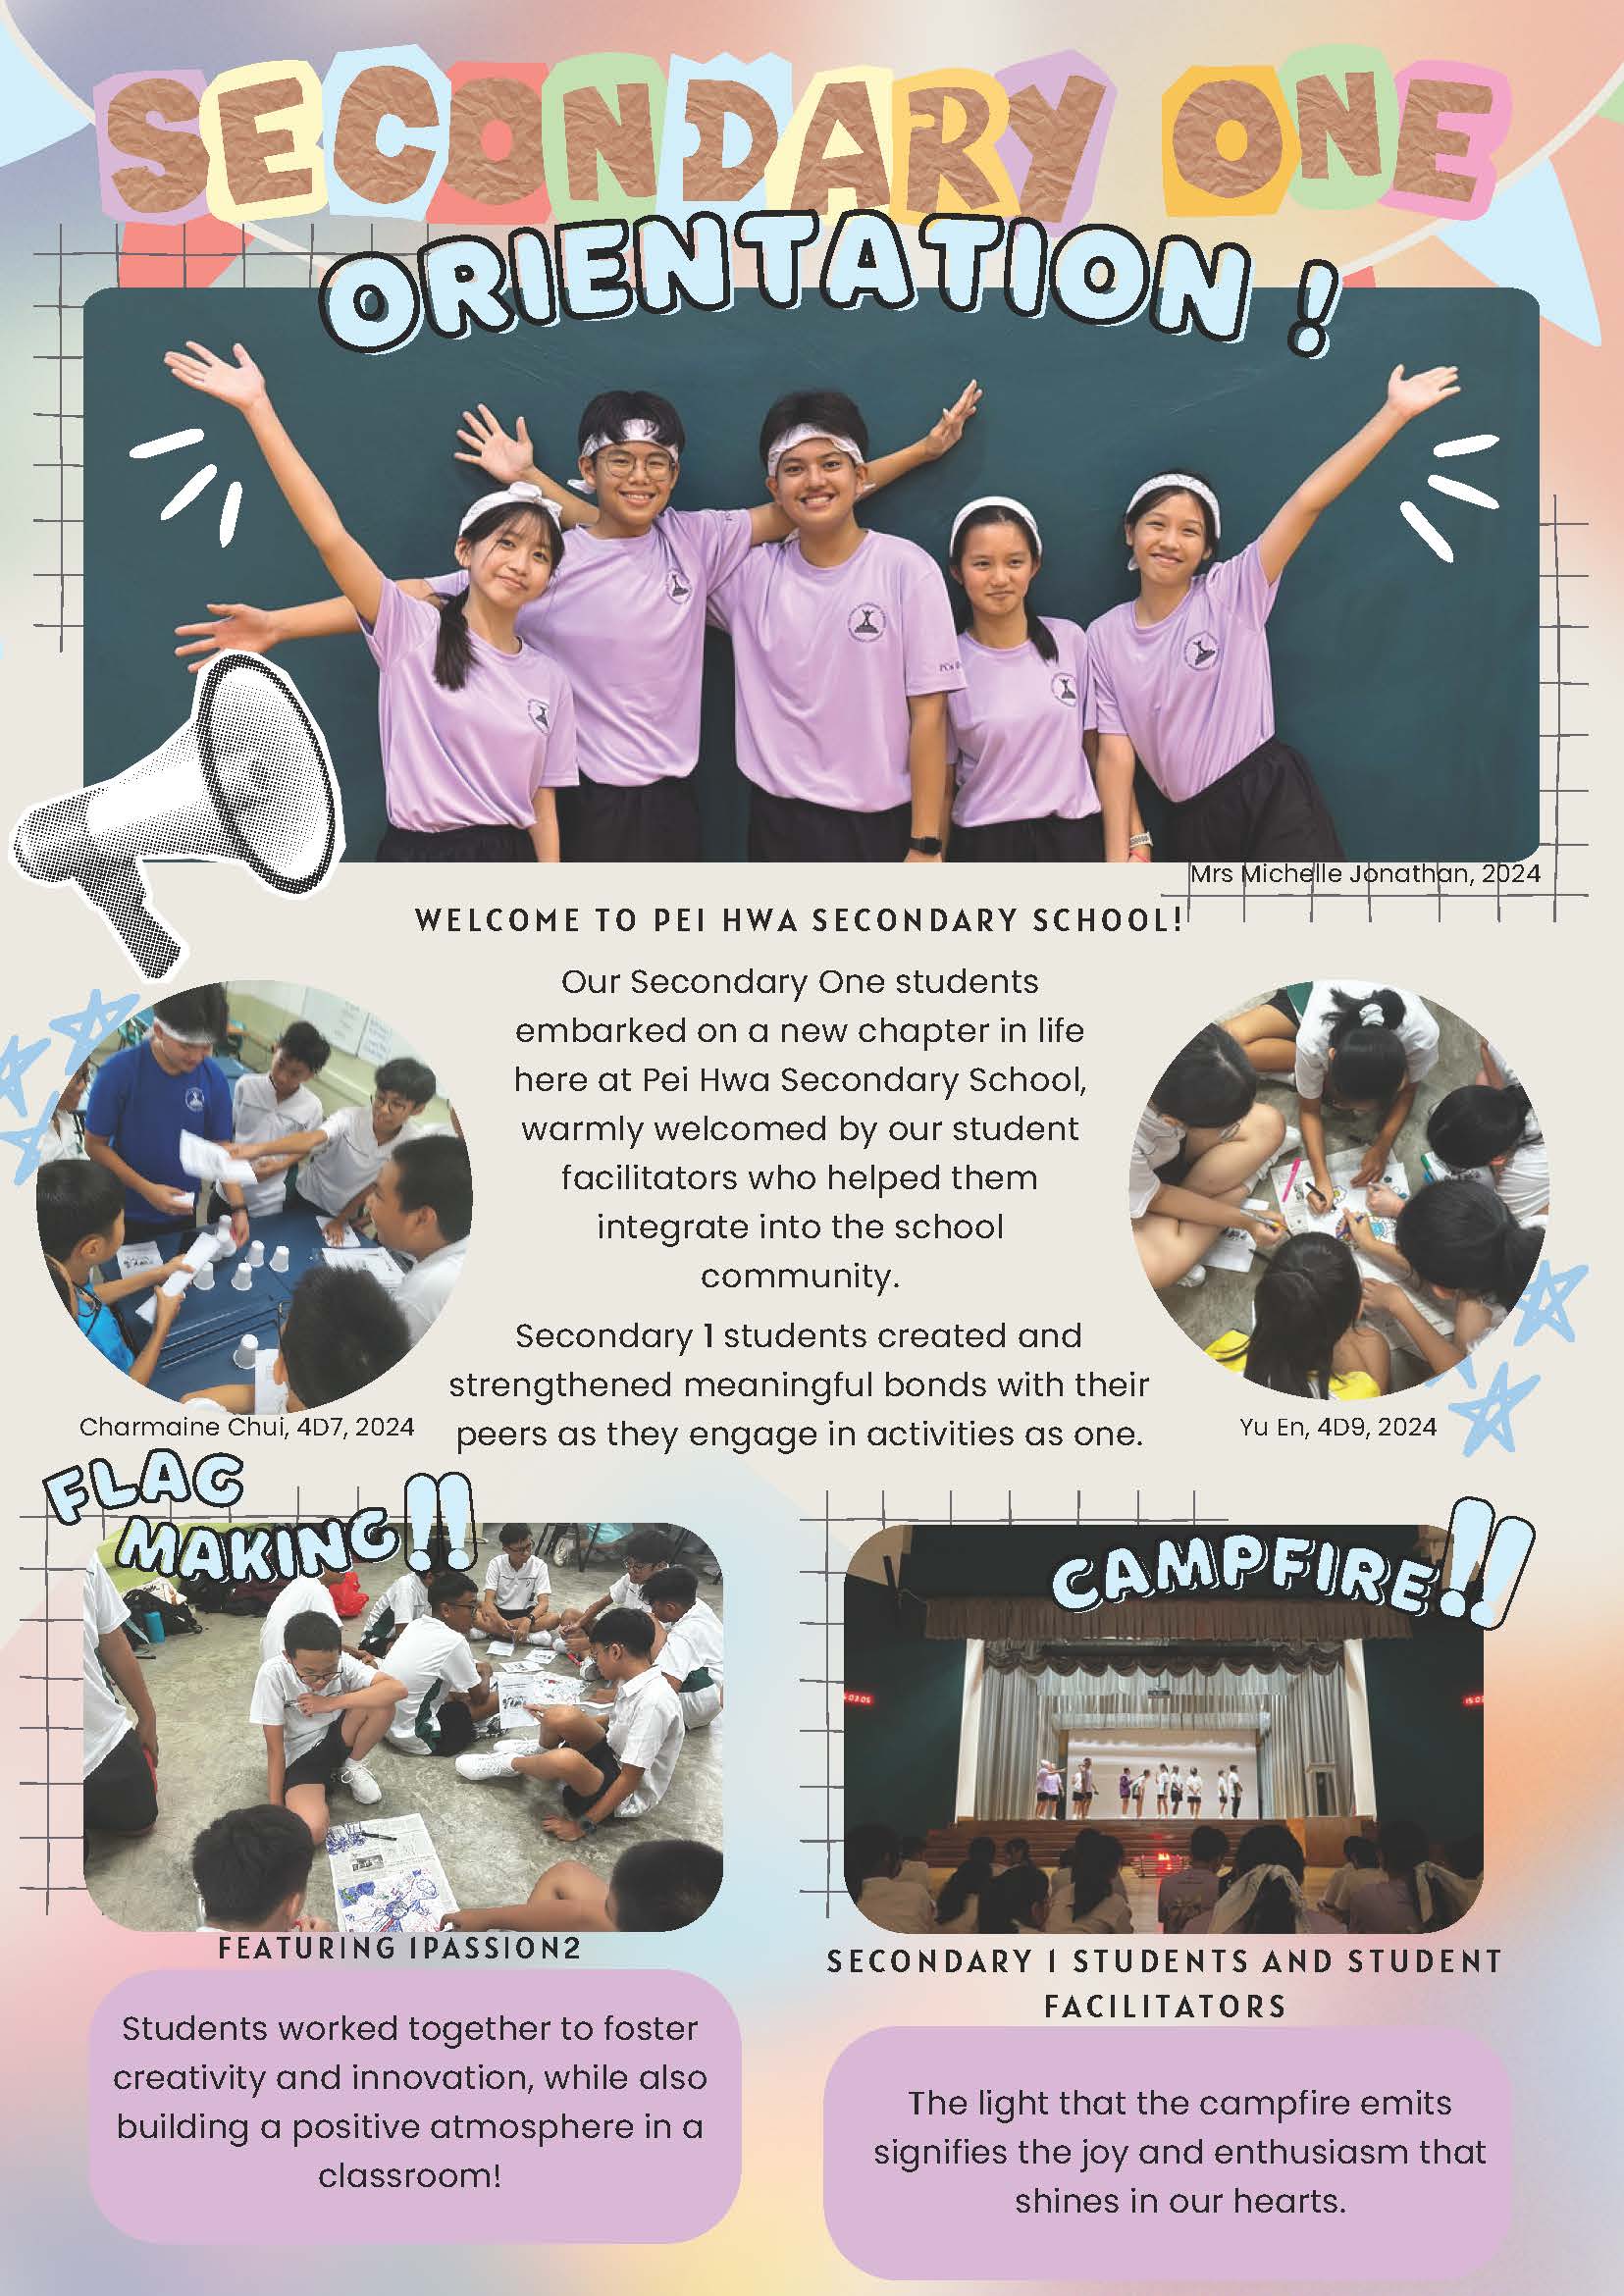 SECONDARY ONE
ORIENTATION !
Mrs Michelle Jonathan, 2024
WELCOME TO PEI HWA SECONDARY SCHOOL!
Our Secondary One students
embarked on a new chapter in life
here at Pei Hwa Secondary School,
warmly welcomed by our student
facilitators who helped them
integrate into the school
community.
Secondary 1 students created and
strengthened meaningful bonds with their
peers as they engage in activities as one.
Charmaine Chui, 4D7, 2024
Yu En, 4D9, 2024
FLAG
MAKING!!
CAMPFIRE!!
FEATURING IPASSION2
Students worked together to foster
creativity and innovation, while also
building a positive atmosphere in a
classroom!
SECONDARY 1 STUDENTS AND STUDENT
FACILITATORS
The light that the campfire emits
signifies the joy and enthusiasm that
shines in our hearts.